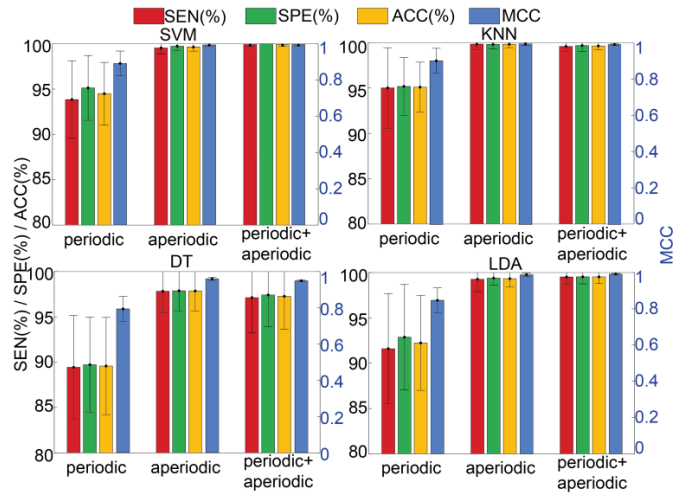 SEN(%) SPE(%) ACC(%) MCC
SVM
KNN
100
95
90
85
80
1
0.8
0.6
0.4
0.2
0
100
95
90
85
80
1
0.8
0.6
0.4
0.2
0
periodic aperiodic periodic+
aperiodic
periodic aperiodic periodic+
aperiodic
SEN(%) / SPE(%) / ACC(%)
MCC
DT
LDA
100
95
90
85
80
1
0.8
0.6
0.4
0.2
0
100
95
90
85
80
1
0.8
0.6
0.4
0.2
0
periodic aperiodic periodic+
aperiodic
periodic aperiodic periodic+
aperiodic